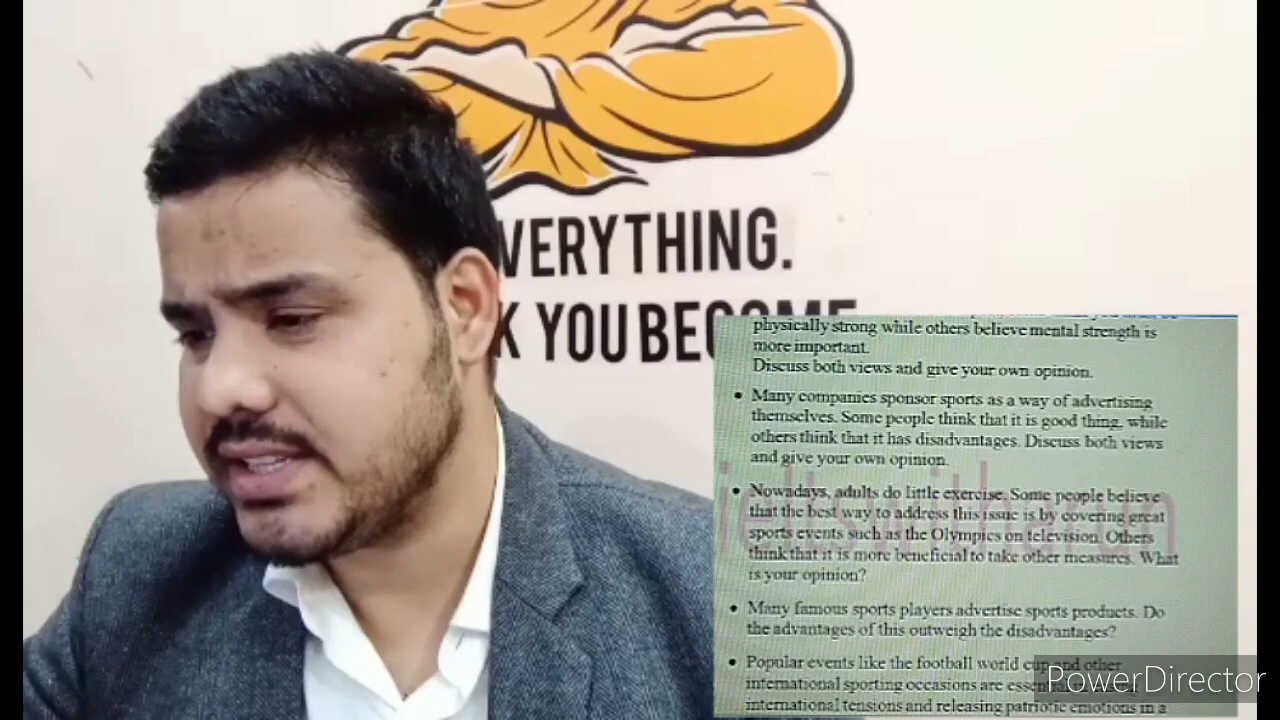 VERYTHING.
K YOU BECOME
physically strong while others believe mental strength is
more important.
Discuss both views and give your own opinion.
• Many companies sponsor sports as a way of advertising
themselves. Some people think that it is good thing, while
others think that it has disadvantages. Discuss both views
and give your own opinion.
• Nowadays, adults do little exercise. Some people believe
that the best way to address this issue is by covering great
sports events such as the Olympics on television. Others
think that it is more beneficial to take other measures. What
is your opinion?
• Many famous sports players advertise sports products. Do
the advantages of this outweigh the disadvantages?
• Popular events like the football world cup and other
international sporting occasions are
international tensions and releasing patriotic emotions in a
PowerDirector